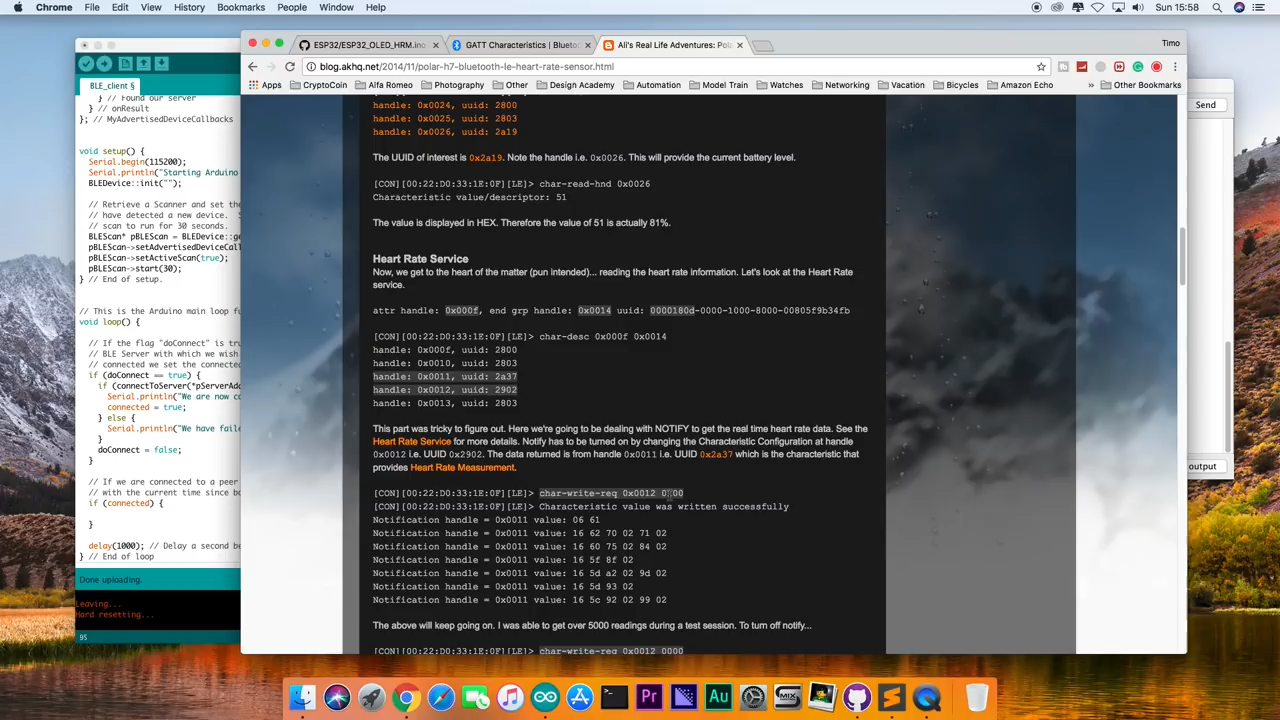 Chrome File Edit View History Bookmarks People Window Help Sun 15:58
ESP32/ESP32_OLED_HRM.ino
GATT Characteristics | Bluetoo
Ali's Real Life Adventures: Pol
Timo
blog.akhq.net/2014/11/polar-h7-bluetooth-le-heart-rate-sensor.html
Apps CryptoCoin Alfa Romeo Photography Other Design Academy Automation Model Train Watches Networking Vacation Bicycles Amazon Echo » Other Bookmarks
BLE_client §
} // Found our server
} // onResult
}; // MyAdvertisedDeviceCallbacks
void setup() {
Serial.begin(115200);
Serial.println("Starting Arduino
BLEDevice::init("");
// Retrieve a Scanner and set the
// have detected a new device. S
// scan to run for 30 seconds.
BLEScan* pBLEScan = BLEDevice::ge
pBLEScan->setAdvertisedDeviceCall
pBLEScan->setActiveScan(true);
pBLEScan->start(30);
} // End of setup.
// This is the Arduino main loop fu
void loop() {
// If the flag "doConnect" is tru
// BLE Server with which we wish
// connected we set the connected
if (doConnect == true) {
if (connectToServer(*pServerAdd
Serial.println("We are now co
connected = true;
} else {
Serial.println("We have faile
}
doConnect = false;
}
// If we are connected to a peer
// with the current time since bo
if (connected) {
}
delay(1000); // Delay a second be
} // End of loop
Done uploading.
Leaving...
Hard resetting...
95
handle: 0x0024, uuid: 2800
handle: 0x0025, uuid: 2803
handle: 0x0026, uuid: 2a19
The UUID of interest is 0x2a19. Note the handle i.e. 0x0026. This will provide the current battery level.
[CON][00:22:D0:33:1E:0F][LE]> char-read-hnd 0x0026
Characteristic value/descriptor: 51
The value is displayed in HEX. Therefore the value of 51 is actually 81%.
Heart Rate Service
Now, we get to the heart of the matter (pun intended)... reading the heart rate information. Let's look at the Heart Rate
service.
attr handle: 0x000f, end grp handle: 0x0014 uuid: 0000180d-0000-1000-8000-00805f9b34fb
[CON][00:22:D0:33:1E:0F][LE]> char-desc 0x000f 0x0014
handle: 0x000f, uuid: 2800
handle: 0x0010, uuid: 2803
handle: 0x0011, uuid: 2a37
handle: 0x0012, uuid: 2902
handle: 0x0013, uuid: 2803
This part was tricky to figure out. Here we're going to be dealing with NOTIFY to get the real time heart rate data. See the
Heart Rate Service for more details. Notify has to be turned on by changing the Characteristic Configuration at handle
0x0012 i.e. UUID 0x2902. The data returned is from handle 0x0011 i.e. UUID 0x2a37 which is the characteristic that
provides Heart Rate Measurement.
[CON][00:22:D0:33:1E:0F][LE]> char-write-req 0x0012
[CON][00:22:D0:33:1E:0F][LE]> Characteristic value was written successfully
Notification handle = 0x0011 value: 06 61
Notification handle = 0x0011 value: 16 62 70 02 71 02
Notification handle = 0x0011 value: 16 60 75 02 84 02
Notification handle = 0x0011 value: 16 5f 8f 02
Notification handle = 0x0011 value: 16 5d a2 02 9d 02
Notification handle = 0x0011 value: 16 5d 93 02
Notification handle = 0x0011 value: 16 5c 92 02 99 02
The above will keep going on. I was able to get over 5000 readings during a test session. To turn off notify...
[CON][00:22:D0:33:1E:0F][LE]> char-write-req 0x0012 0000
Send
output
Pr
Au
MIX